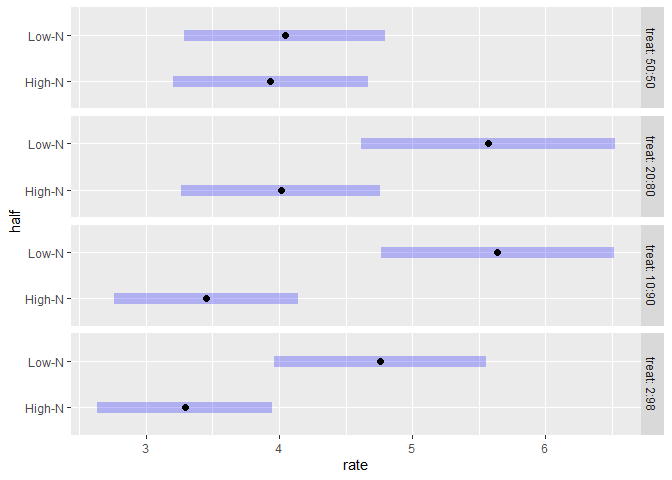 Low-N
High-N
treat: 50:50
Low-N
High-N
treat: 20:80
half
Low-N
High-N
treat: 10:90
Low-N
High-N
treat: 2:98
3 4 5 6
rate